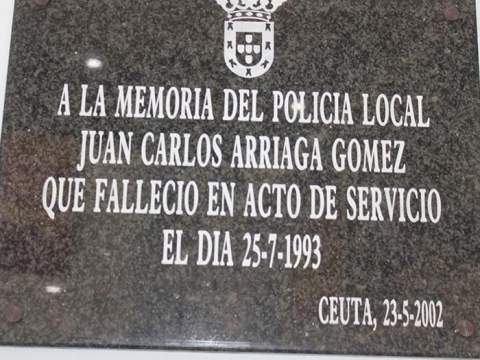 A LA MEMORIA DEL POLICIA LOCAL
JUAN CARLOS ARRIAGA GOMEZ
QUE FALLECIO EN ACTO DE SERVICIO
EL DIA 25-7-1993
CEUTA, 23-5-2002